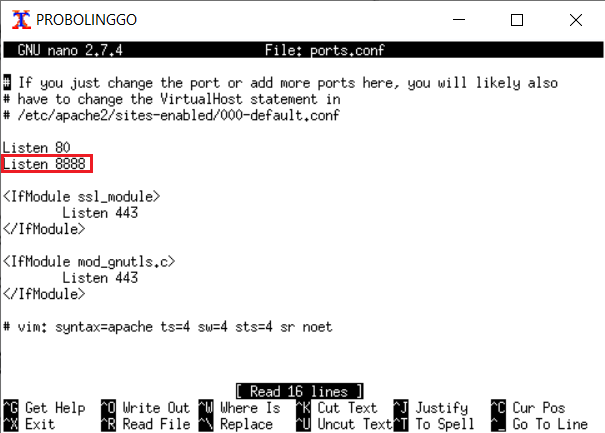 PROBOLINGGO
GNU nano 2.7.4 File: ports.conf
# If you just change the port or add more ports here, you will likely also
# have to change the VirtualHost statement in
# /etc/apache2/sites-enabled/000-default.conf
Listen 80
Listen 8888
<IfModule ssl_module>
Listen 443
</IfModule>
<IfModule mod_gnutls.c>
Listen 443
</IfModule>
# vim: syntax=apache ts=4 sw=4 sts=4 sr noet
[ Read 16 lines ]
^G Get Help ^O Write Out ^W Where Is ^K Cut Text ^J Justify ^C Cur Pos
^X Exit ^R Read File ^\ Replace ^U Uncut Text ^T To Spell ^_ Go To Line